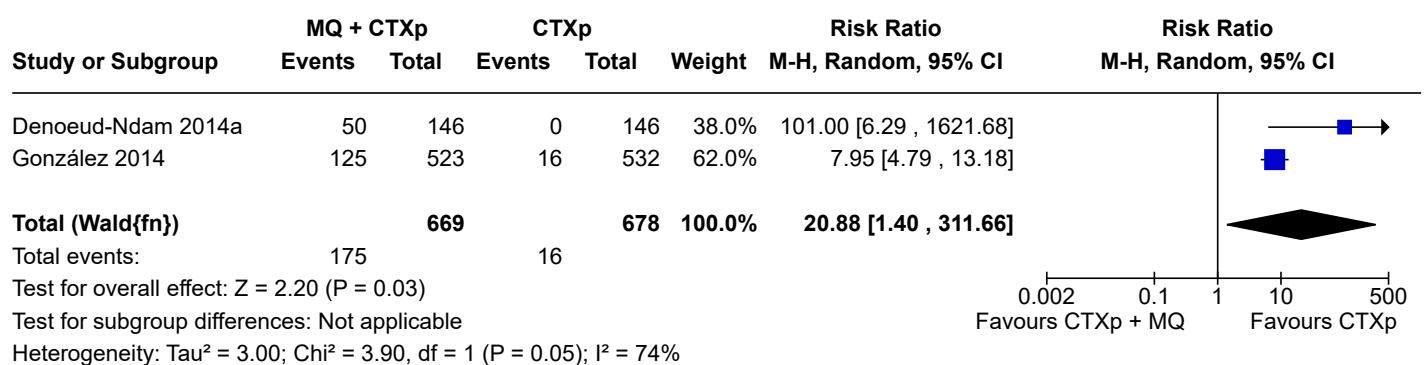 MQ + CTXp CTXp Risk Ratio Risk Ratio
Study or Subgroup Events Total Events Total Weight M-H, Random, 95% CI M-H, Random, 95% CI
Denoeud-Ndam 2014a 50 146 0 146 38.0% 101.00 [6.29 , 1621.68]
González 2014 125 523 16 532 62.0% 7.95 [4.79 , 13.18]
Total (Wald{fn}) 669 678 100.0% 20.88 [1.40 , 311.66]
Total events: 175 16
Test for overall effect: Z = 2.20 (P = 0.03)
0.002 0.1 1 10 500
Test for subgroup differences: Not applicable
Favours CTXp + MQ Favours CTXp
Heterogeneity: Tau² = 3.00; Chi² = 3.90, df = 1 (P = 0.05); I² = 74%